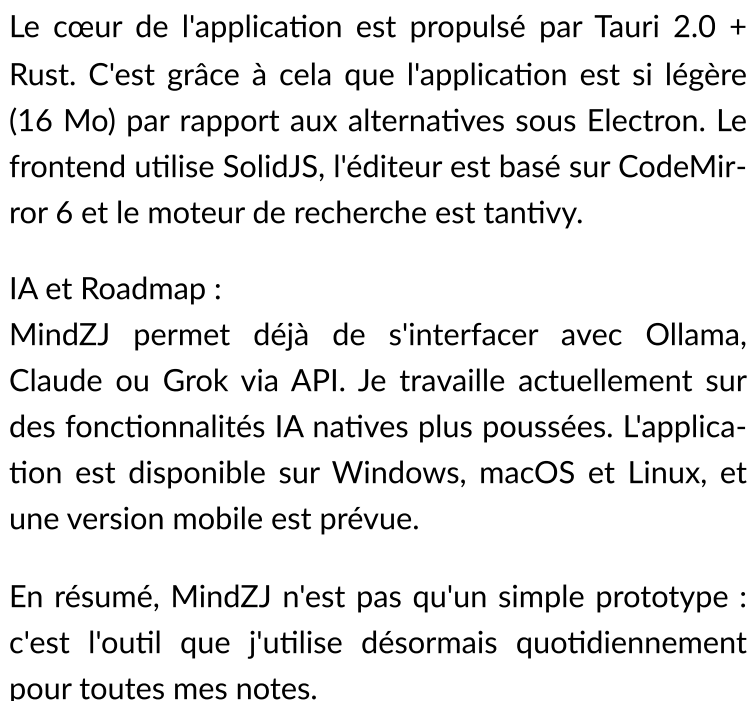 Le cœur de l'application est propulsé par Tauri 2.0 +
Rust. C'est grâce à cela que l'application est si légère
(16 Mo) par rapport aux alternatives sous Electron. Le
frontend utilise SolidJS, l'éditeur est basé sur CodeMir-
ror 6 et le moteur de recherche est tantivy.
IA et Roadmap :
MindZJ permet déjà de s'interfacer avec Ollama,
Claude ou Grok via API. Je travaille actuellement sur
des fonctionnalités IA natives plus poussées. L'applica-
tion est disponible sur Windows, macOS et Linux, et
une version mobile est prévue.
En résumé, MindZJ n'est pas qu'un simple prototype :
c'est l'outil que j'utilise désormais quotidiennement
pour toutes mes notes.